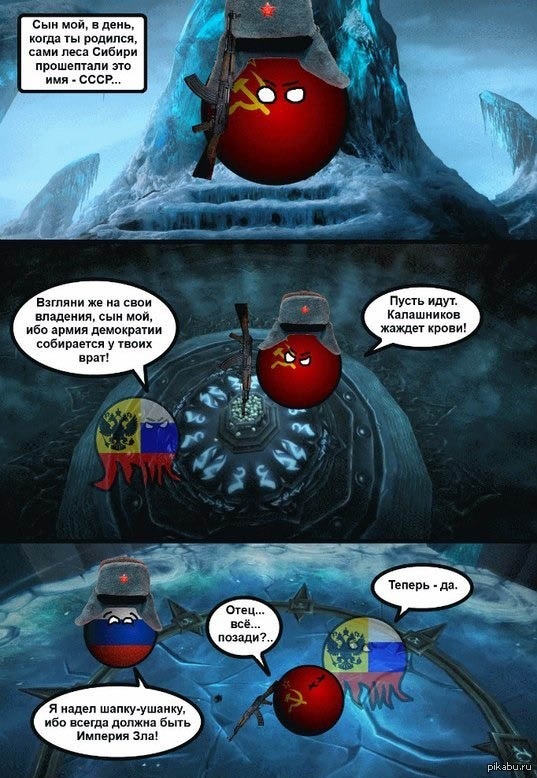 Сын мой, в день,
когда ты родился,
сами леса Сибири
прошептали это
имя - СССР...
Взгляни же на свои
владения, сын мой,
ибо армия демократии
собирается у твоих
врат!
Пусть идут.
Калашников
жаждет крови!
Я надел шапку-ушанку,
ибо всегда должна быть
Империя Зла!
Отец...
всё...
позади?..
Теперь - да.
pikabu.ru